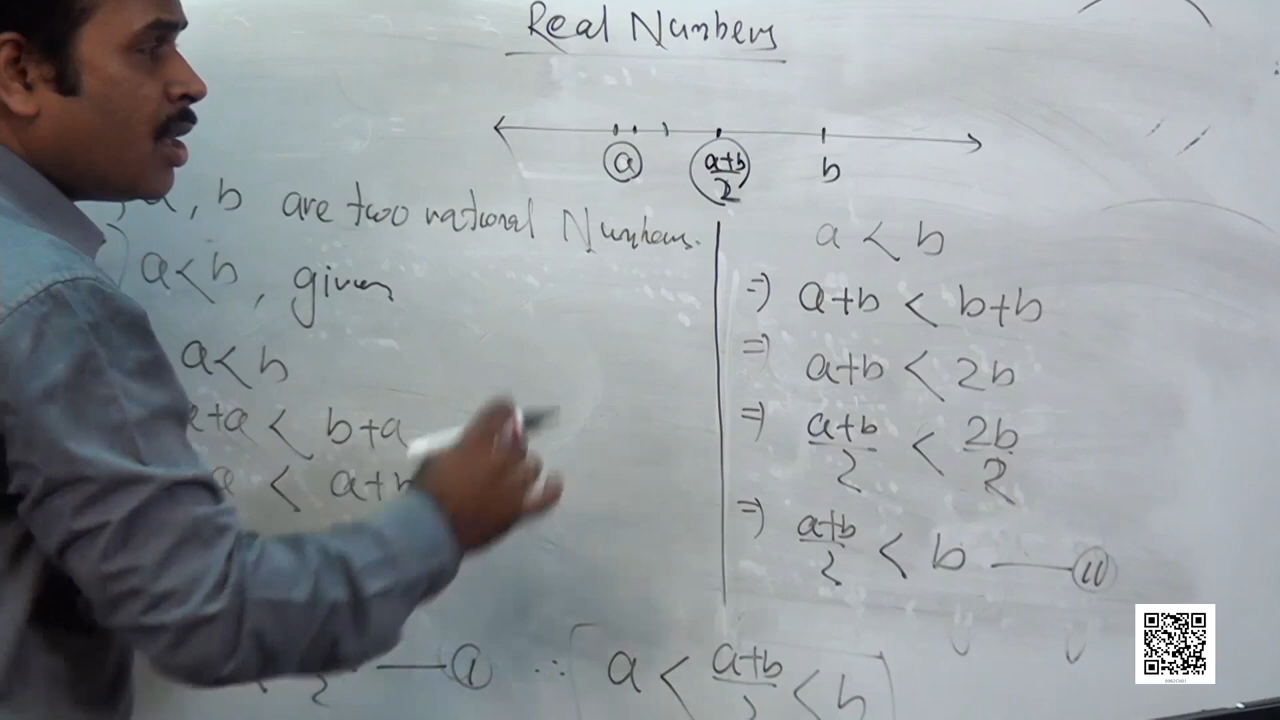 Real Numbers
a a+b/2 b
a, b are two rational Numbers.
a < b, given
a < b
a+a < b+a
a < a+b
—— (i)
a < b
=) a+b < b+b
=) a+b < 2b
=) a+b/2 < 2b/2
=) a+b/2 < b —— (ii)
∴ a < a+b/2 < b